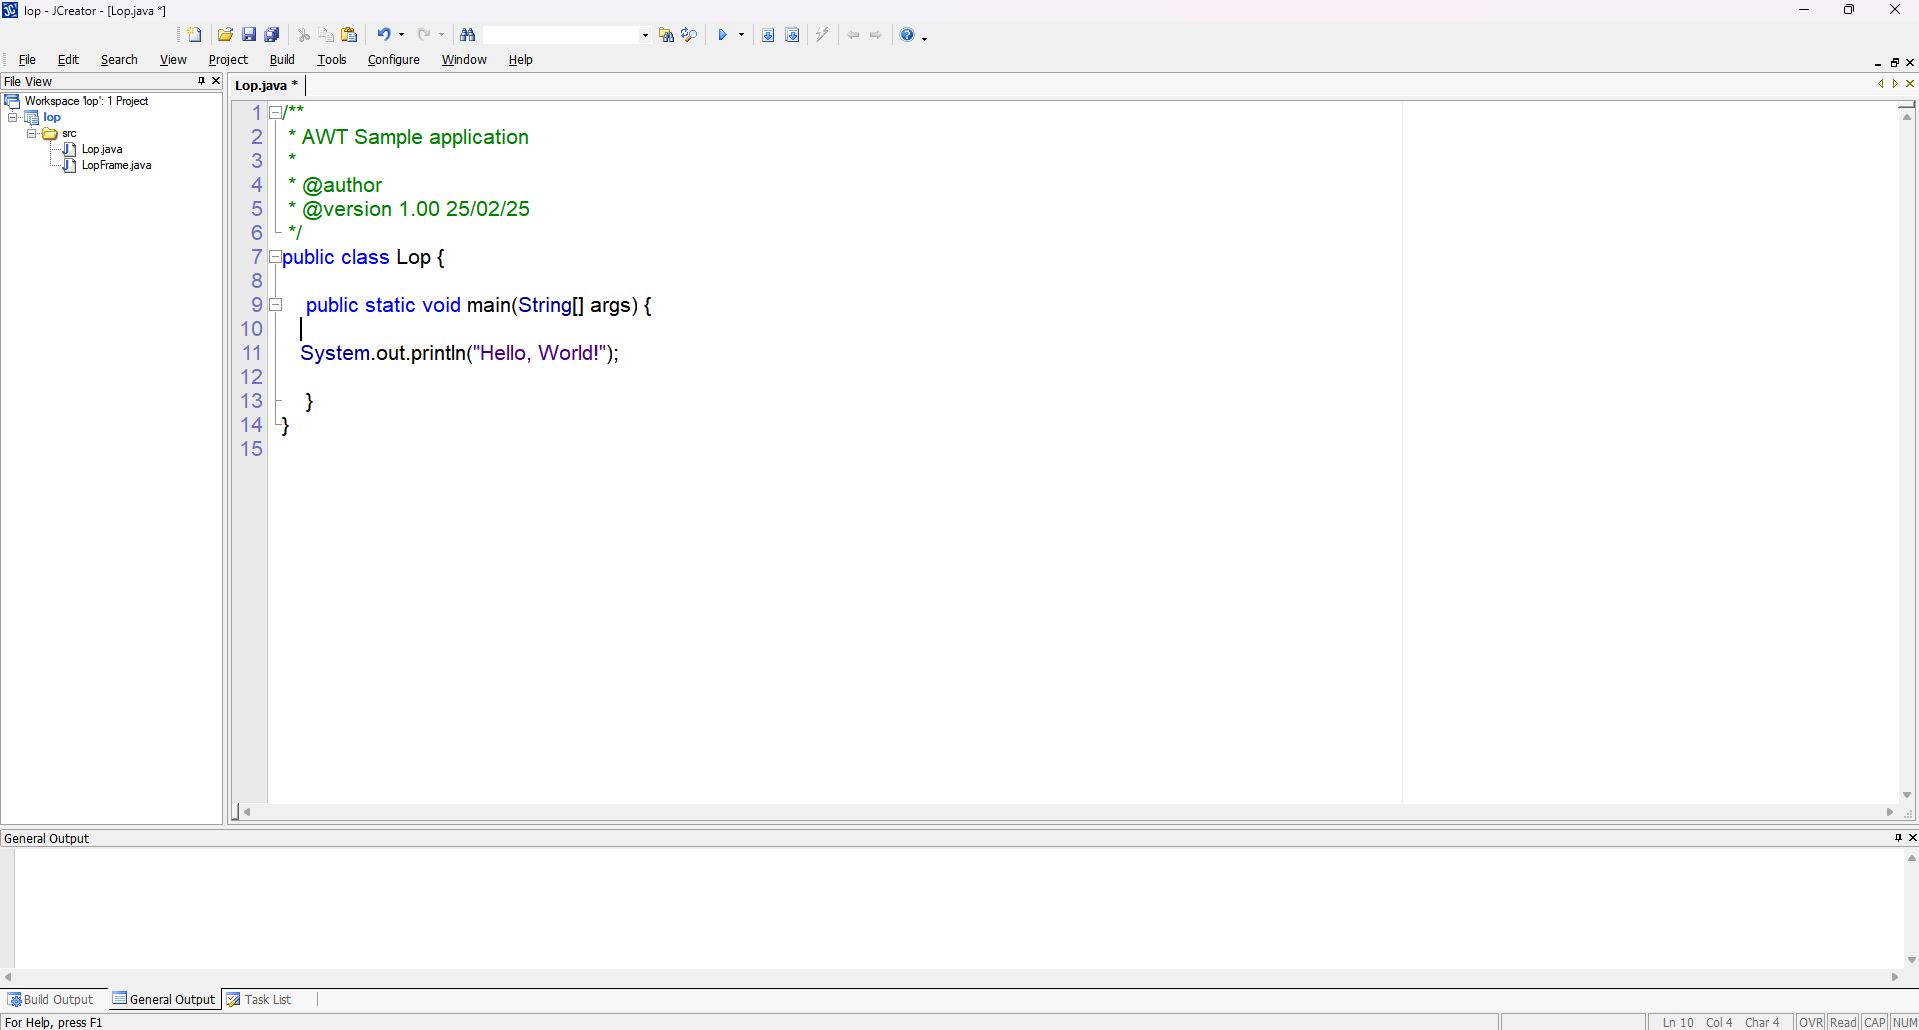 lop - JCreator - [Lop.java *]
File Edit Search View Project Build Tools Configure Window Help
File View
Workspace 'lop': 1 Project
lop
src
Lop.java
LopFrame.java
Lop.java *
1 /**
2 * AWT Sample application
3 *
4 * @author
5 * @version 1.00 25/02/25
6 */
7 public class Lop {
8
9 public static void main(String[] args) {
10
11 System.out.println("Hello, World!");
12
13 }
14 }
15
General Output
Build Output General Output Task List
For Help, press F1
Ln 10 Col 4 Char 4 OVR Read CAP NUM